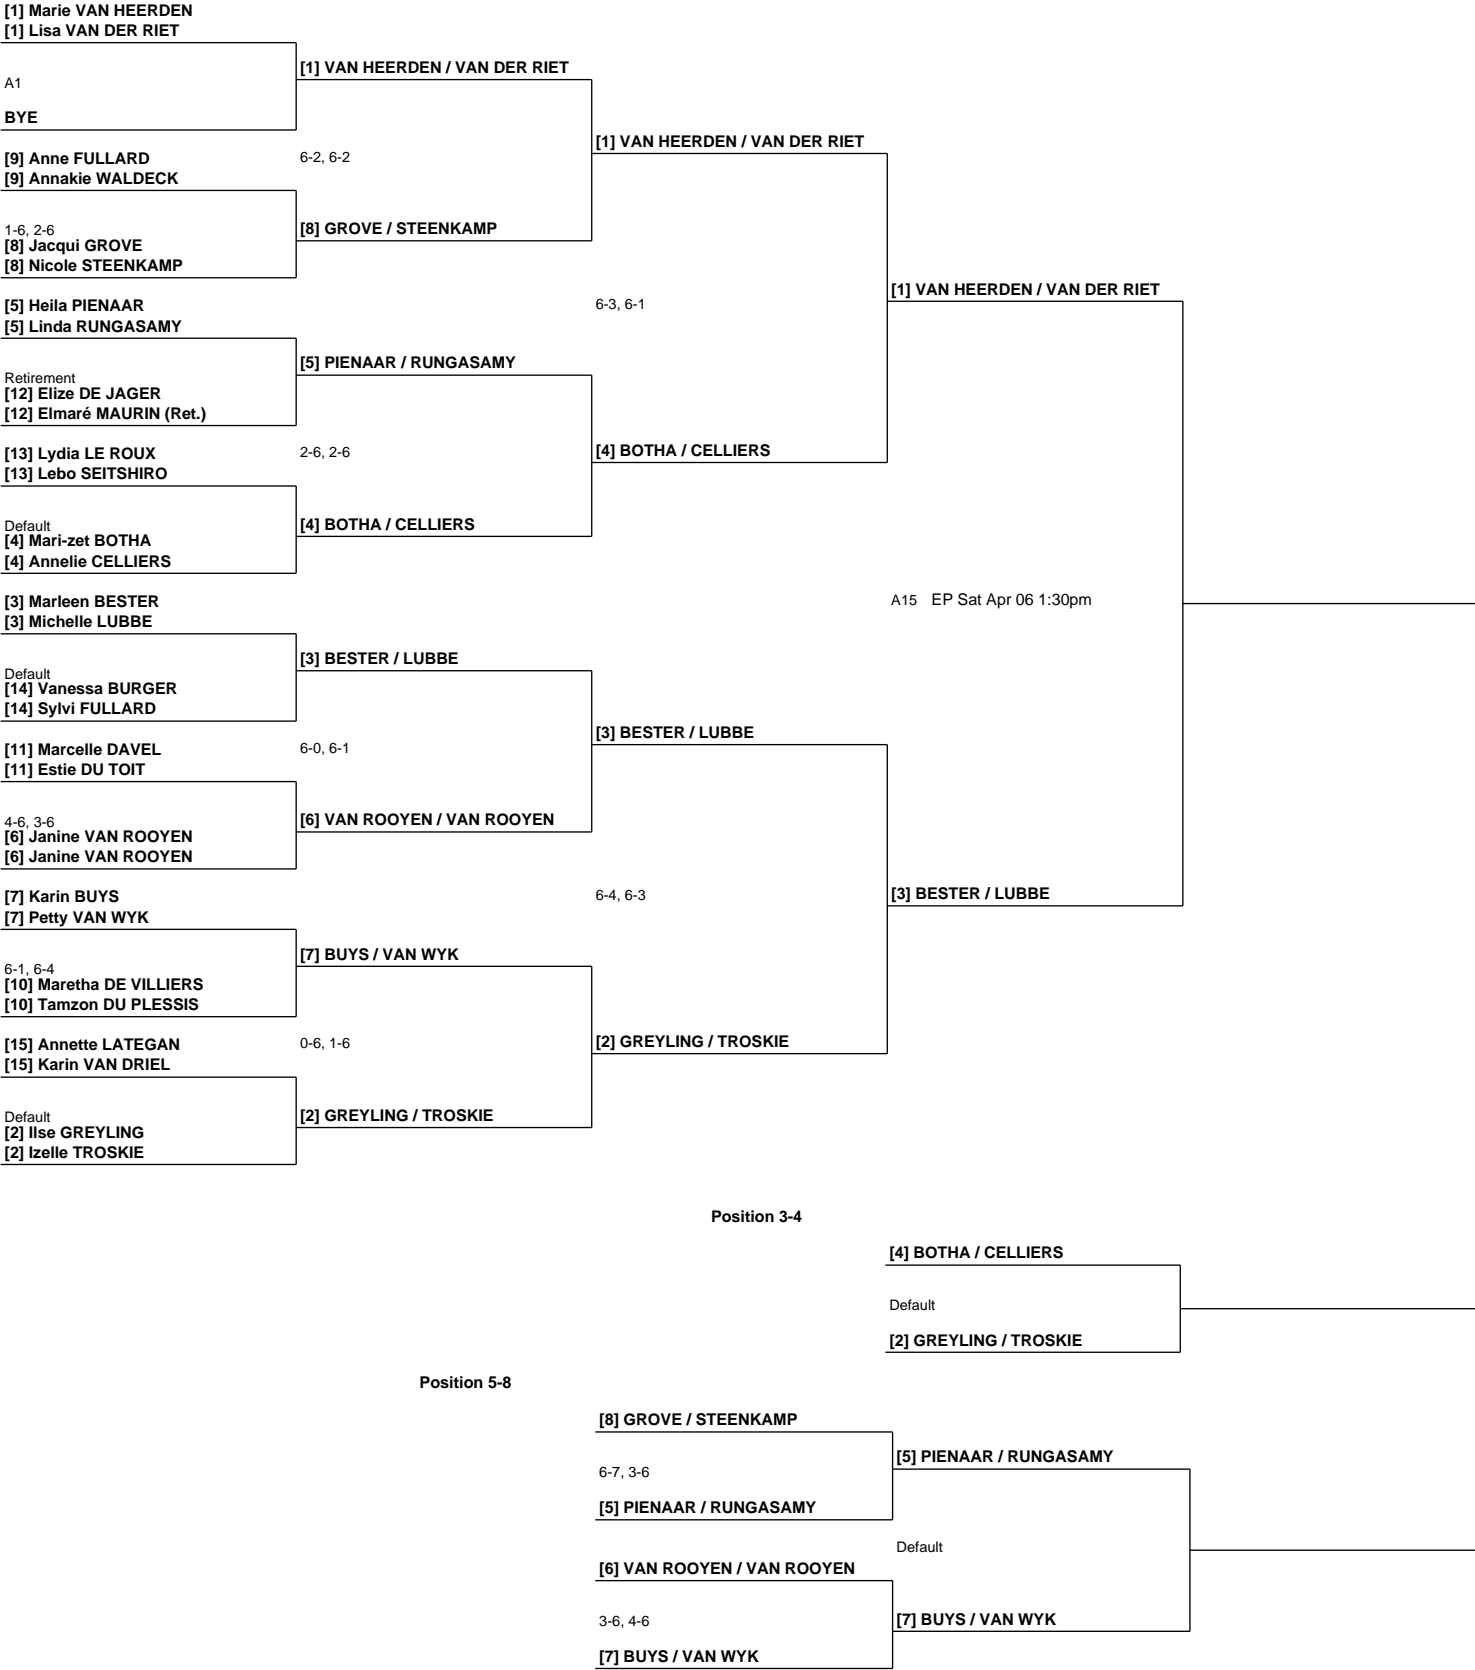 [1] Marie VAN HEERDEN
[1] Lisa VAN DER RIET
[1] VAN HEERDEN / VAN DER RIET
A1
BYE
[1] VAN HEERDEN / VAN DER RIET
[9] Anne FULLARD
6-2, 6-2
[9] Annakie WALDECK
1-6, 2-6
[8] GROVE / STEENKAMP
[8] Jacqui GROVE
[8] Nicole STEENKAMP
[1] VAN HEERDEN / VAN DER RIET
[5] Heila PIENAAR
6-3, 6-1
[5] Linda RUNGASAMY
[5] PIENAAR / RUNGASAMY
Retirement
[12] Elize DE JAGER
[12] Elmaré MAURIN (Ret.)
[13] Lydia LE ROUX
2-6, 2-6
[4] BOTHA / CELLIERS
[13] Lebo SEITSHIRO
Default
[4] BOTHA / CELLIERS
[4] Mari-zet BOTHA
[4] Annelie CELLIERS
[3] Marleen BESTER
A15 EP Sat Apr 06 1:30pm
[3] Michelle LUBBE
[3] BESTER / LUBBE
Default
[14] Vanessa BURGER
[14] Sylvi FULLARD
[3] BESTER / LUBBE
[11] Marcelle DAVEL
6-0, 6-1
[11] Estie DU TOIT
4-6, 3-6
[6] VAN ROOYEN / VAN ROOYEN
[6] Janine VAN ROOYEN
[6] Janine VAN ROOYEN
[7] Karin BUYS
6-4, 6-3
[3] BESTER / LUBBE
[7] Petty VAN WYK
[7] BUYS / VAN WYK
6-1, 6-4
[10] Maretha DE VILLIERS
[10] Tamzon DU PLESSIS
[15] Annette LATEGAN
0-6, 1-6
[2] GREYLING / TROSKIE
[15] Karin VAN DRIEL
Default
[2] GREYLING / TROSKIE
[2] Ilse GREYLING
[2] Izelle TROSKIE
Position 3-4
[4] BOTHA / CELLIERS
Default
[2] GREYLING / TROSKIE
Position 5-8
[8] GROVE / STEENKAMP
[5] PIENAAR / RUNGASAMY
6-7, 3-6
[5] PIENAAR / RUNGASAMY
Default
[6] VAN ROOYEN / VAN ROOYEN
3-6, 4-6
[7] BUYS / VAN WYK
[7] BUYS / VAN WYK